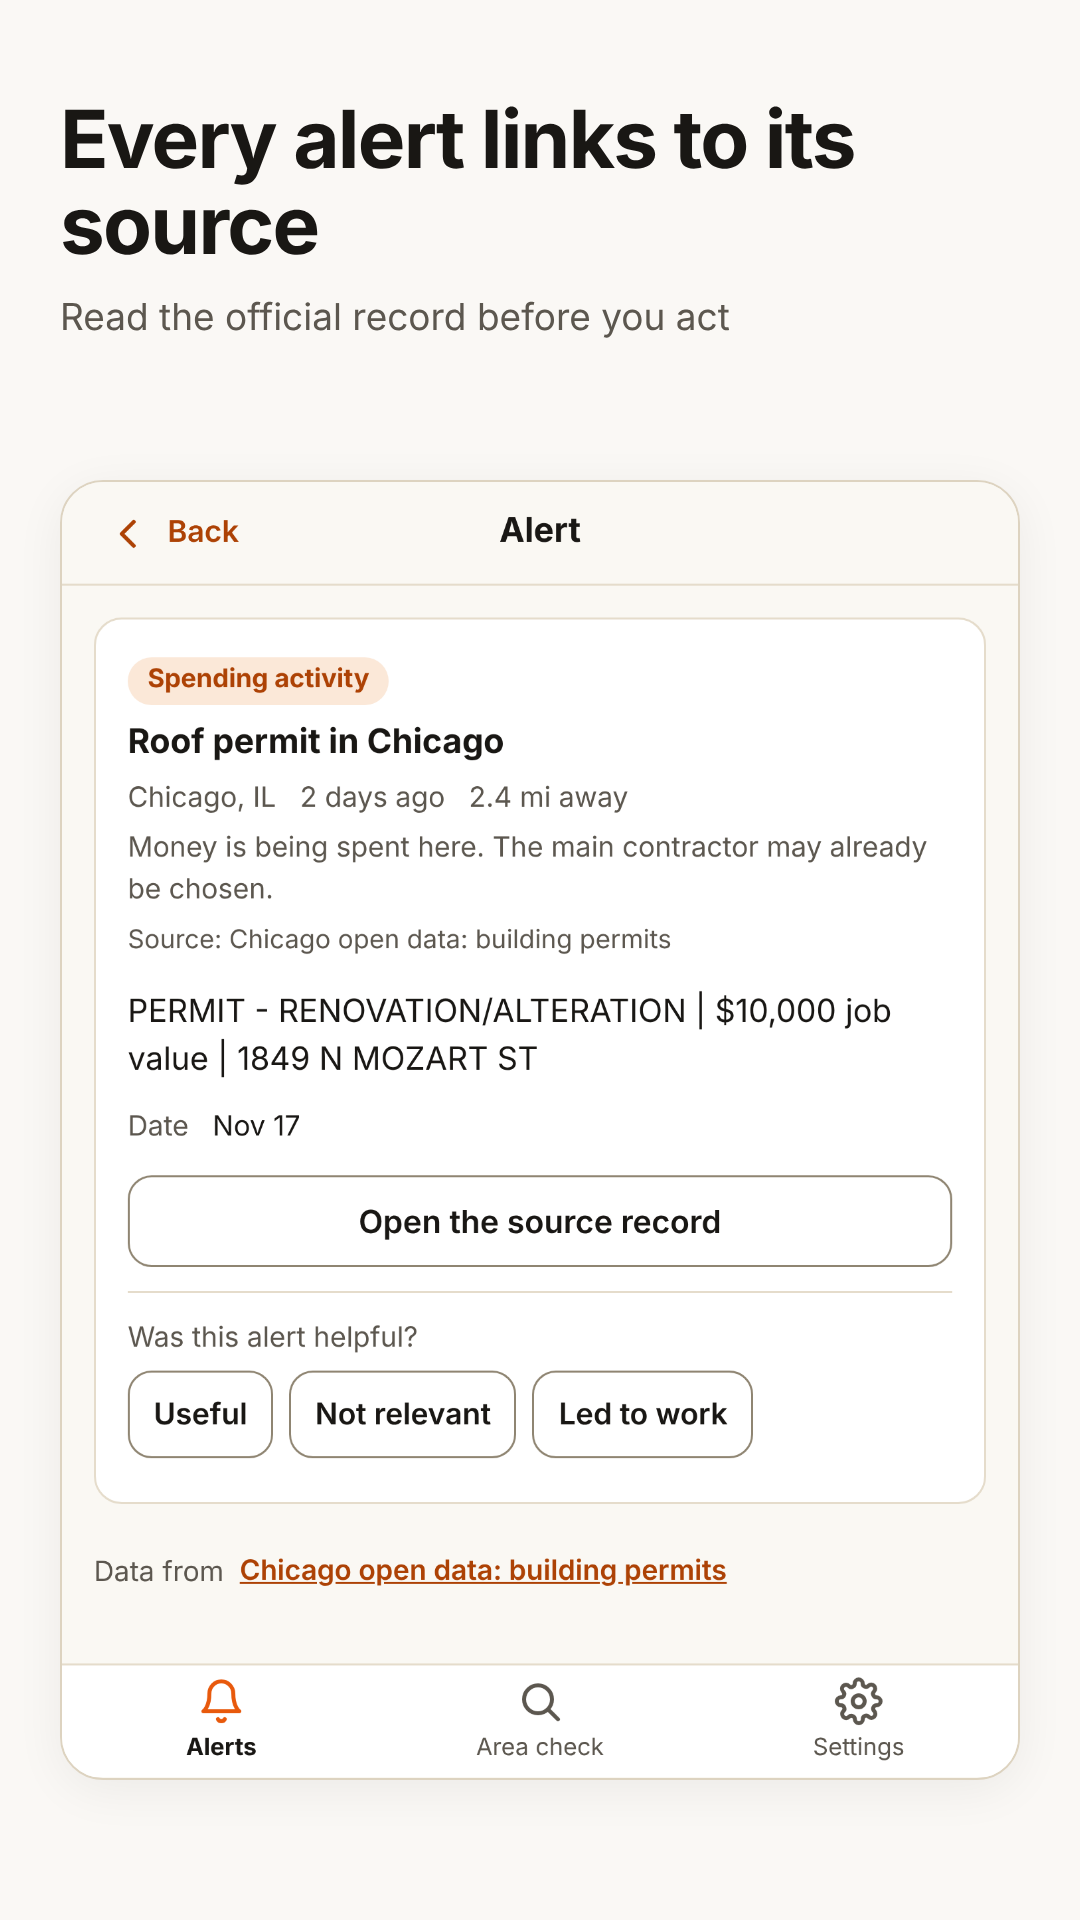 Every alert links to its
source
Read the official record before you act
Back
Alert
Spending activity
Roof permit in Chicago
Chicago, IL 2 days ago 2.4 mi away
Money is being spent here. The main contractor may already
be chosen.
Source: Chicago open data: building permits
PERMIT - RENOVATION/ALTERATION | $10,000 job
value | 1849 N MOZART ST
Date Nov 17
Open the source record
Was this alert helpful?
Useful
Not relevant
Led to work
Data from Chicago open data: building permits
Alerts
Area check
Settings